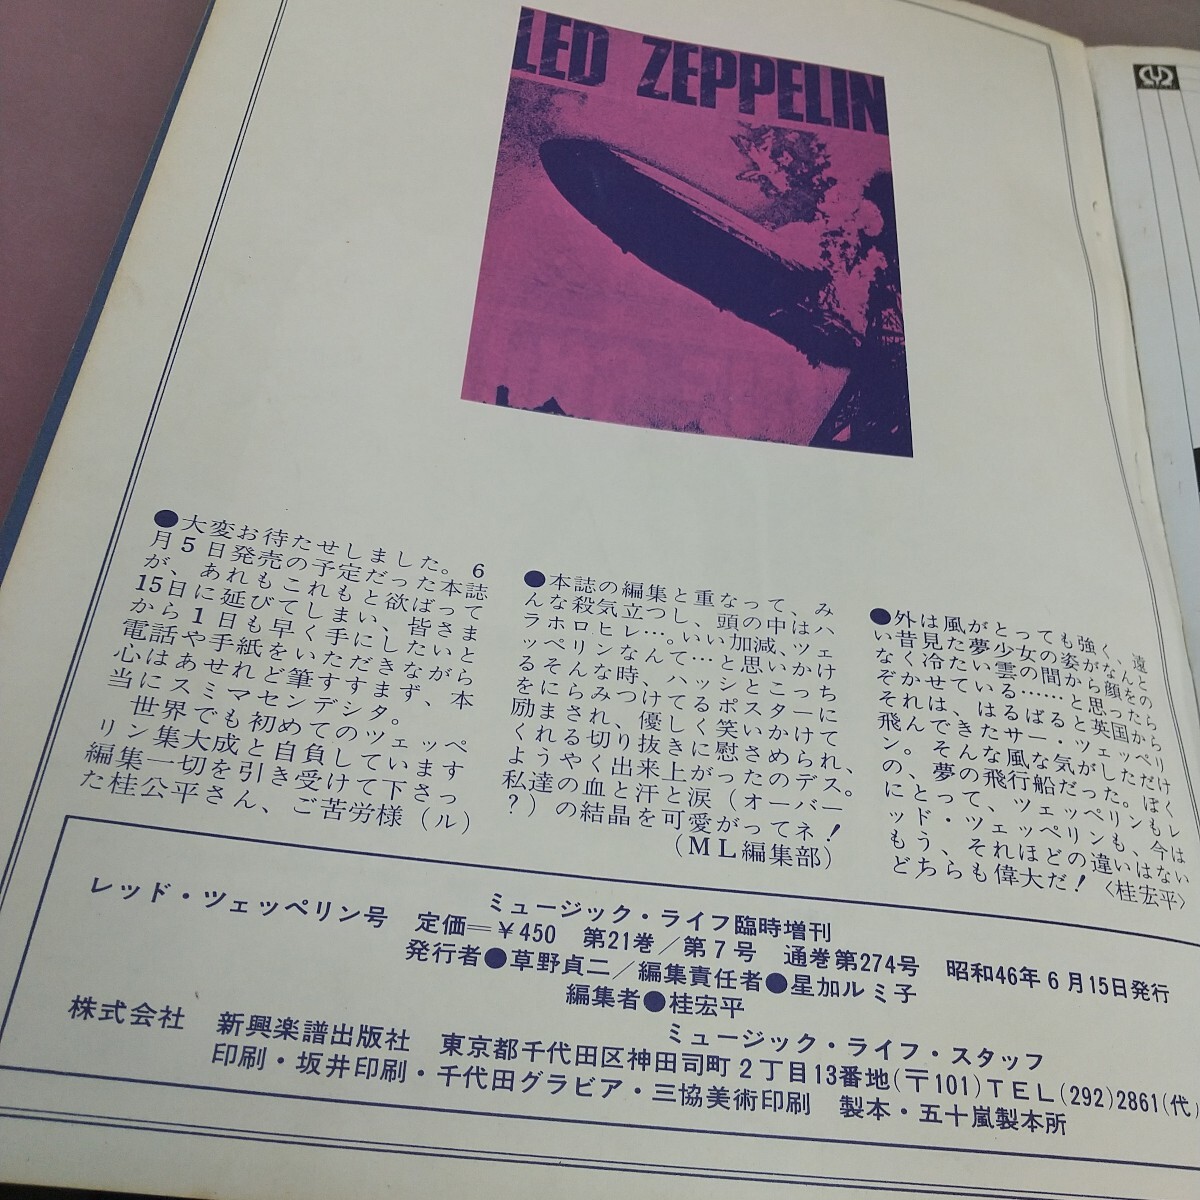 LED ZEPPELIN
●大変お待たせしました。6
月5日発売の予定だった本誌
が、あれもこれもと欲ばって
15日に延びてしまい、皆さま
から1日も早く手にしたいと
電話や手紙をいただきながら
心はあせれど筆すすまず、本
当にスミマセンデシタ。
世界でも初めてのツェッペ
リン集大成と自負しています
編集一切を引き受けて下さっ
た桂公平さん、ご苦労様(ル)
●本誌の編集と重なって、み
んな殺気立つし、頭の中はハ
ラホロヒレ…。いい加減、ツェ
ッペリンなんて…と思いかけ
るそんな時、ハッシとこっち
をにらみつけてるポスターに
励まされ、優しく笑いかけて
くれる切り抜きに慰さめられ、
ようやく出来上がったのデス。
私達の血と汗と涙(オーバー
?)の結晶を可愛がってネ!
(ML編集部)
●外は風がとっても強く、遠
い昔見た夢少女の姿がなんと
なく冷たい雲の間から顔をの
ぞかせている……と思ったら
それは、はるばると英国から
飛んできたサー・ツェッペリ
ン。そんな風な気がしただけ
の、夢の飛行船だった。ぼく
にとって、ツェッペリンもレ
ッド・ツェッペリンも、今は
もう、それほどの違いはない
どちらも偉大だ!〈桂宏平〉
ミュージック・ライフ臨時増刊
レッド・ツェッペリン号 定価=¥450 第21巻/第7号 通巻第274号 昭和46年6月15日発行
発行者●草野貞二/編集責任者●星加ルミ子
編集者●桂宏平
ミュージック・ライフ・スタッフ
株式会社 新興楽譜出版社 東京都千代田区神田司町2丁目13番地(〒101)TEL(292)2861(代)
印刷・坂井印刷・千代田グラビア・三協美術印刷 製本・五十嵐製本所